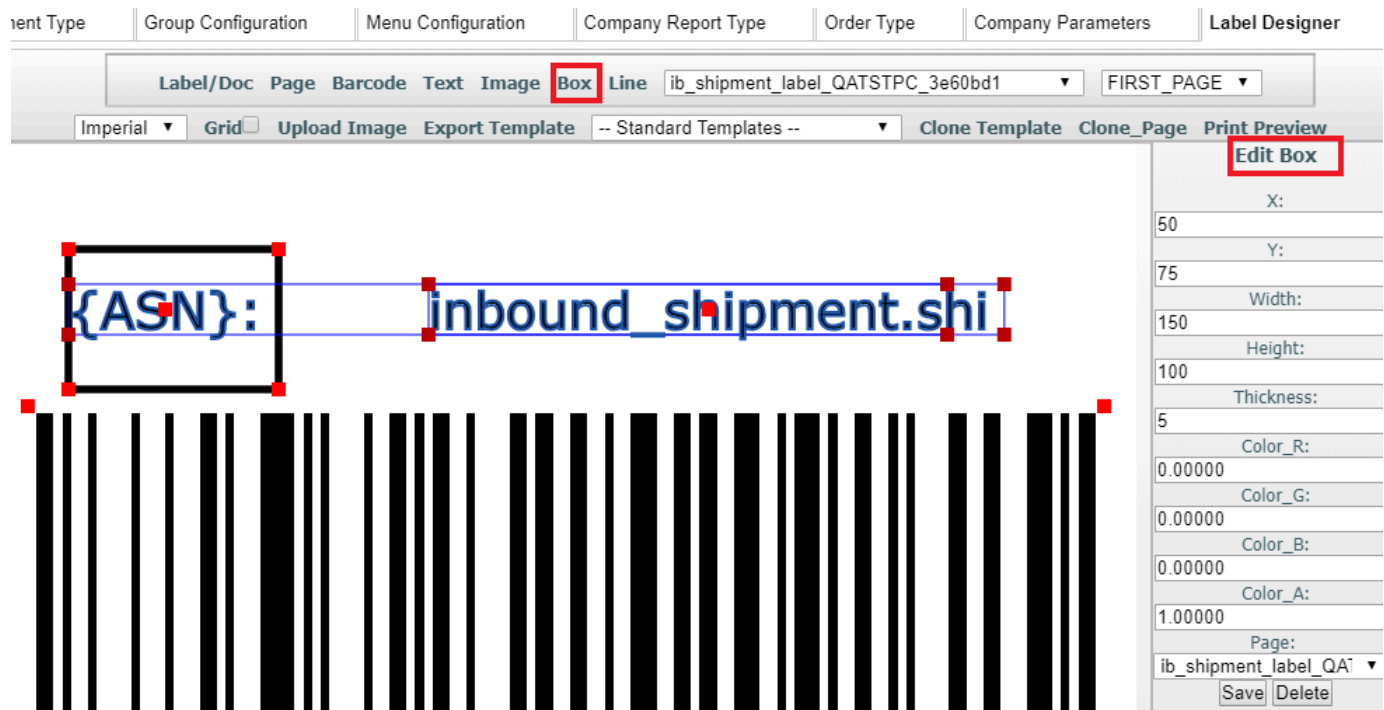 ent Type Group Configuration Menu Configuration Company Report Type Order Type Company Parameters Label Designer
Label/Doc Page Barcode Text Image Box Line ib_shipment_label_QATSTPC_3e60bd1 FIRST_PAGE
Imperial Grid Upload Image Export Template -- Standard Templates -- Clone Template Clone_Page Print Preview
Edit Box
X:
50
Y:
75
Width:
150
Height:
100
Thickness:
5
Color_R:
0.00000
Color_G:
0.00000
Color_B:
0.00000
Color_A:
1.00000
Page:
ib_shipment_label_QAT
Save Delete
{ASN}: inbound_shipment.shi